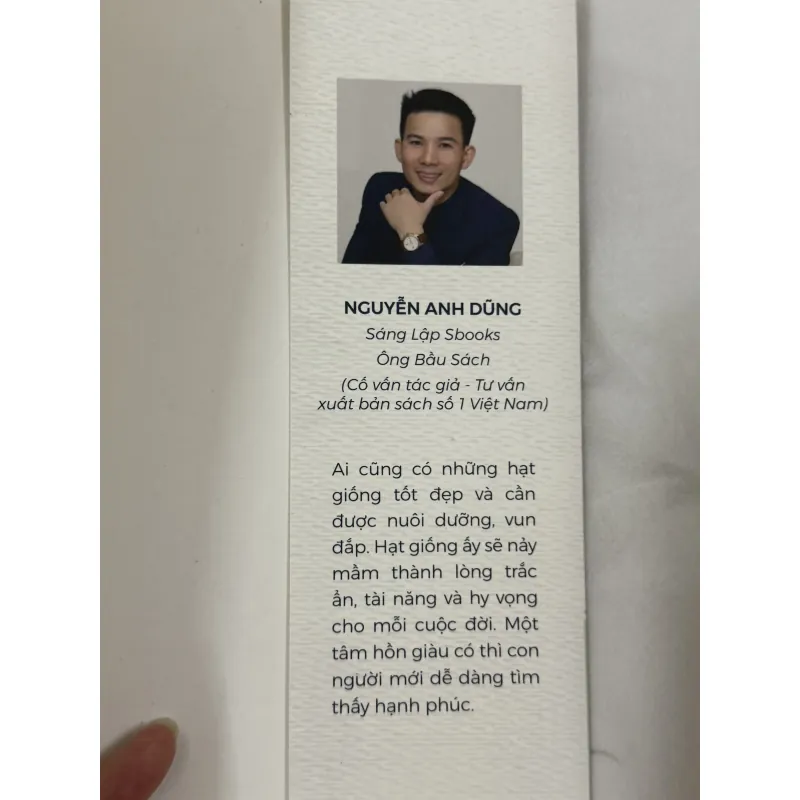 NGUYỄN ANH DŨNG
Sáng Lập Sbooks
Ông Bầu Sách
(Cố vấn tác giả - Tư vấn
xuất bản sách số 1 Việt Nam)
Ai cũng có những hạt
giống tốt đẹp và cần
được nuôi dưỡng, vun
đắp. Hạt giống ấy sẽ nảy
mầm thành lòng trắc
ẩn, tài năng và hy vọng
cho mỗi cuộc đời. Một
tâm hồn giàu có thì con
người mới dễ dàng tìm
thấy hạnh phúc.